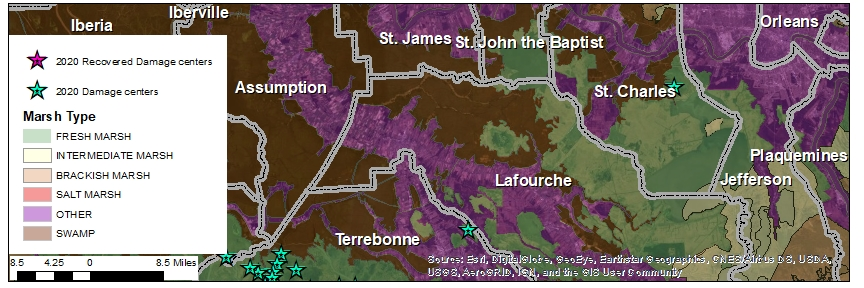 Iberia
Iberville
Orleans
St. James
St. John the Baptist
2020 Recovered Damage centers
2020 Damage centers
Assumption
St. Charles
Marsh Type
FRESH MARSH
INTERMEDIATE MARSH
BRACKISH MARSH
SALT MARSH
OTHER
SWAMP
Plaquemines
Jefferson
Lafourche
Terrebonne
8.5 4.25 0 8.5 Miles
Source: Esri, DigitalGlobe, GeoEye, Earthstar Geographics, CNES/Airbus DS, USDA,
USGS, AeroGRID, IGN, and the GIS User Community